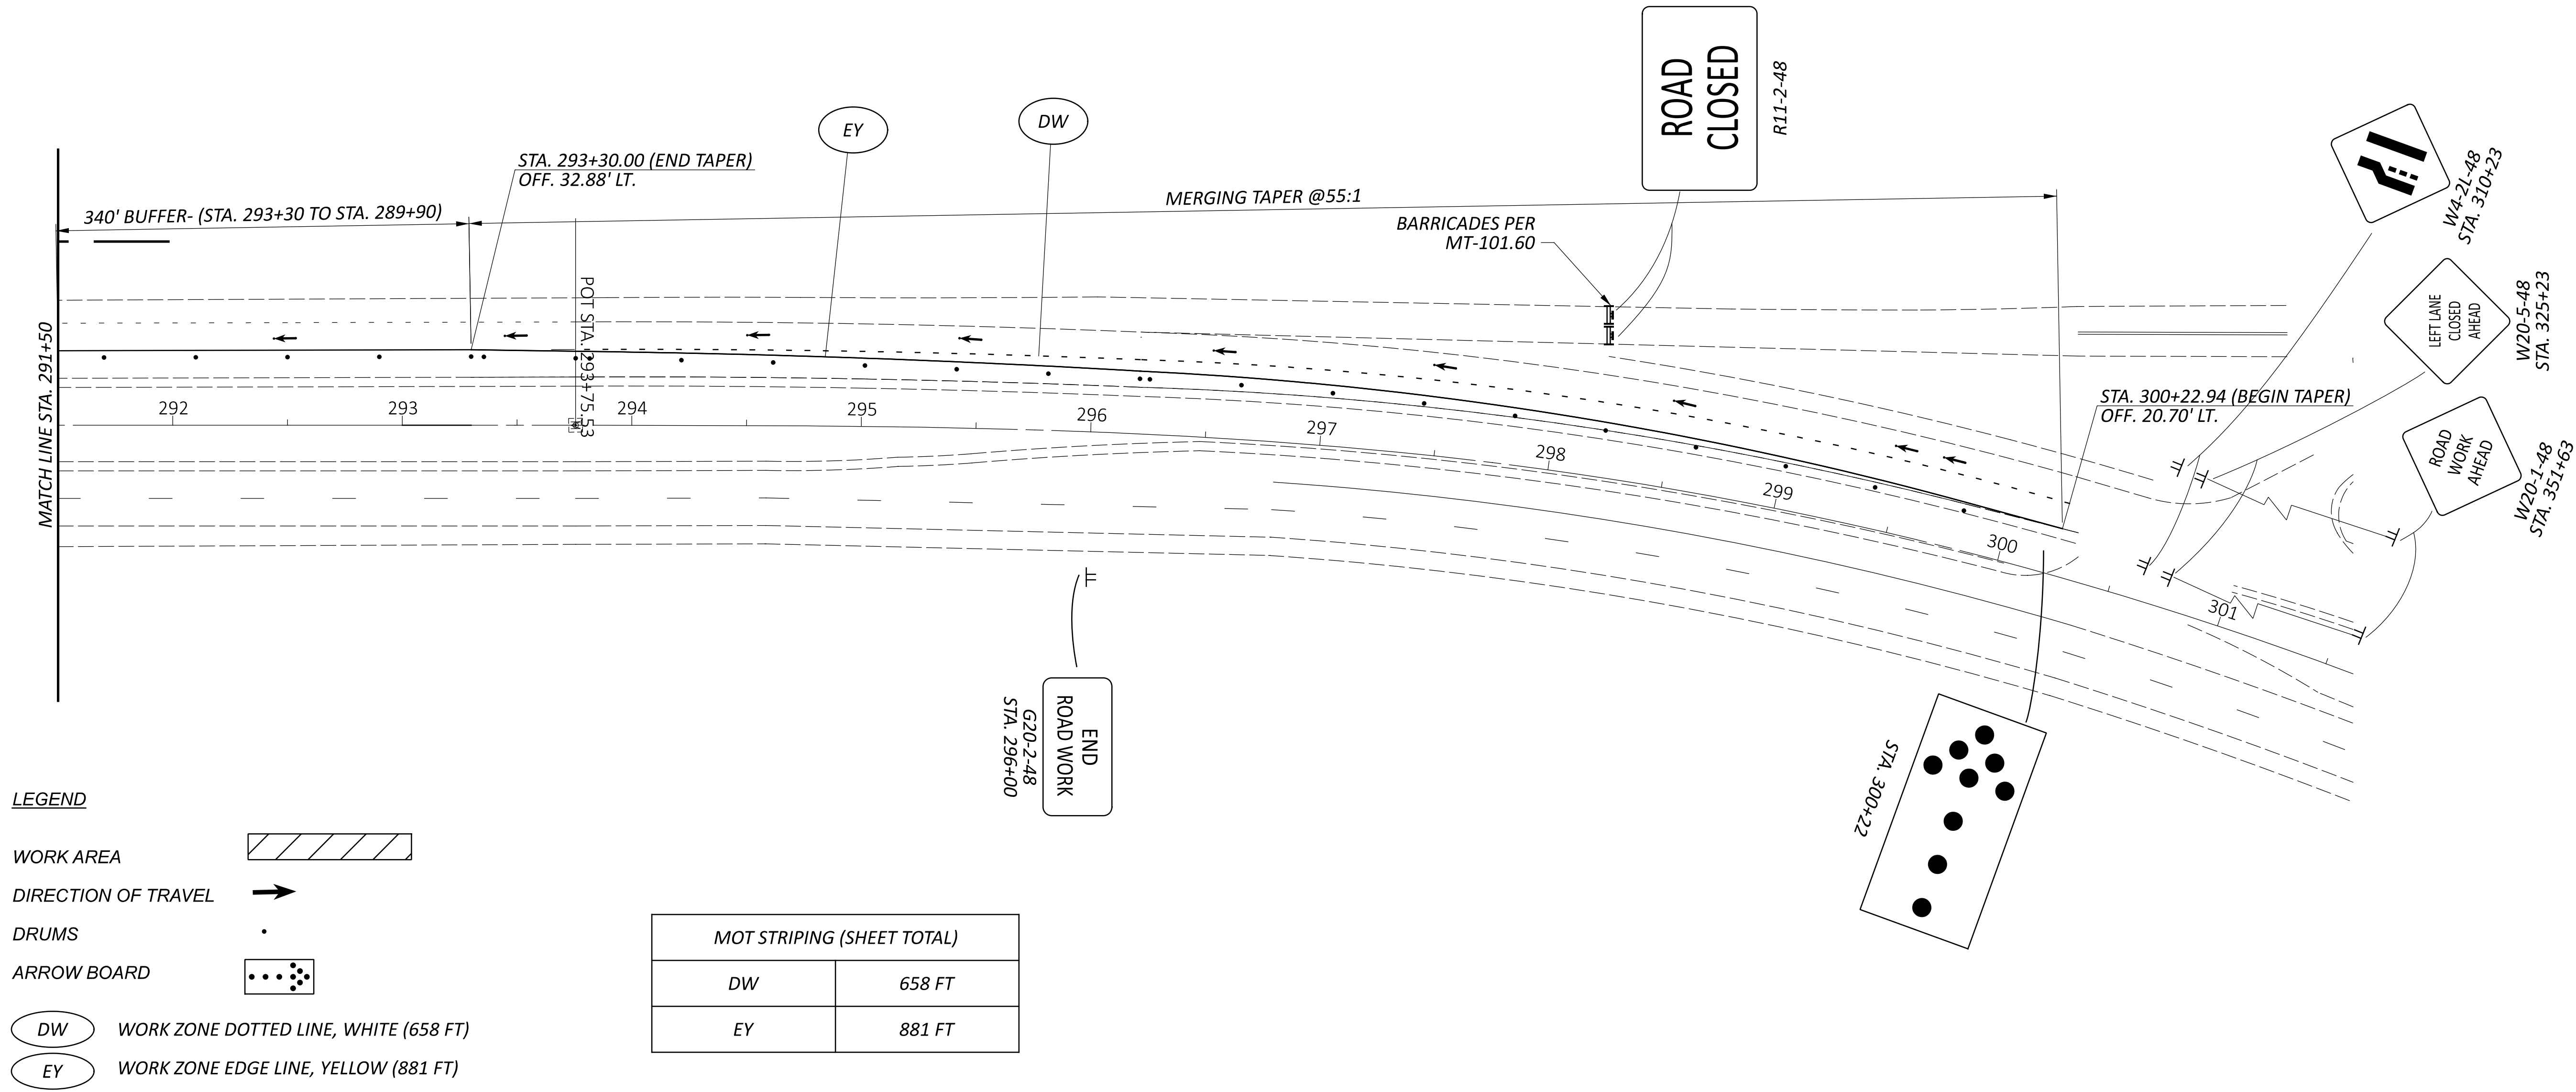 ROAD
CLOSED
R11-2-48
EY
DW
STA. 293+30.00 (END TAPER)
OFF. 32.88' LT.
340' BUFFER- (STA. 293+30 TO STA. 289+90)
MERGING TAPER @55:1
BARRICADES PER
MT-101.60
W4-2L-48
STA. 310+23
LEFT LANE
CLOSED
AHEAD
W20-5-48
STA. 325+23
ROAD
WORK
AHEAD
W20-1-48
STA. 351+63
STA. 300+22.94 (BEGIN TAPER)
OFF. 20.70' LT.
MATCH LINE STA. 291+50
POT STA. 293+75.53
292
293
294
295
296
297
298
299
300
301
END
ROAD WORK
G20-2-48
STA. 296+00
STA. 300+22
LEGEND
WORK AREA
DIRECTION OF TRAVEL
DRUMS
ARROW BOARD
DW WORK ZONE DOTTED LINE, WHITE (658 FT)
EY WORK ZONE EDGE LINE, YELLOW (881 FT)
MOT STRIPING (SHEET TOTAL)
DW 658 FT
EY 881 FT